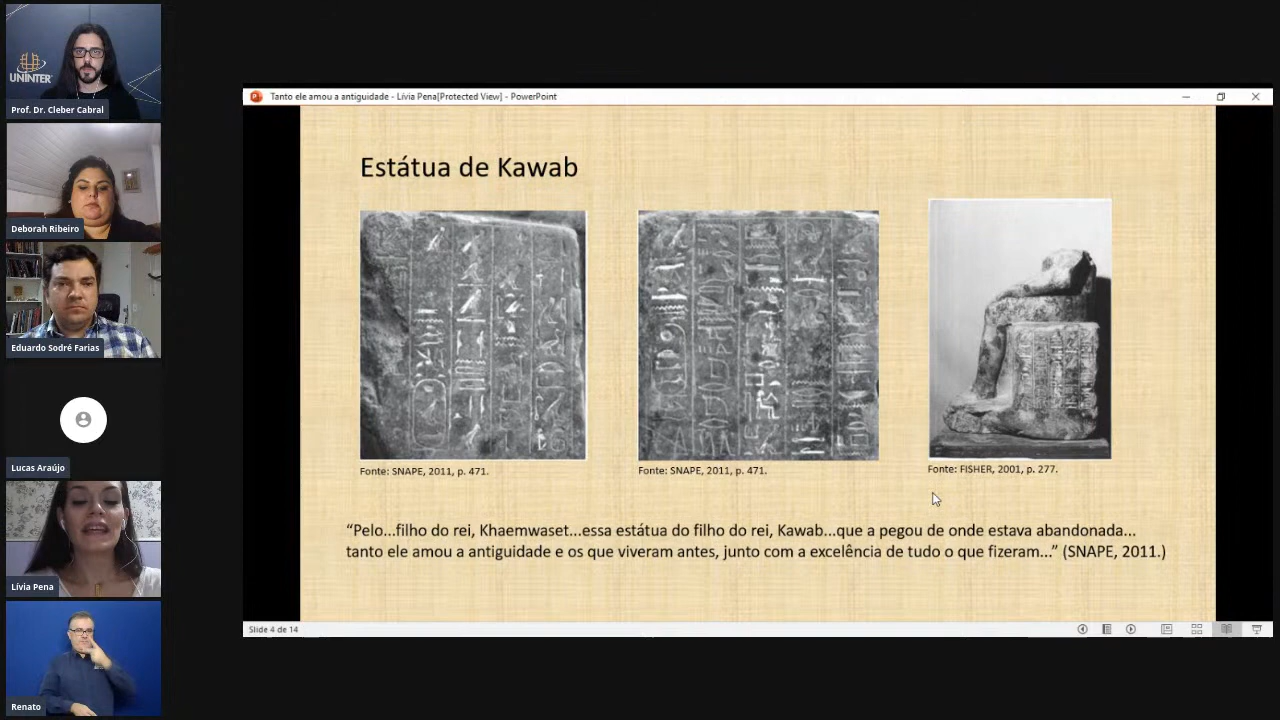 UNINTER
Prof. Dr. Cleber Cabral
Deborah Ribeiro
Eduardo Sodré Farias
Lucas Araújo
Lívia Pena
Renato
Tanto ele amou a antiguidade - Lívia Pena[Protected View] - PowerPoint
Estátua de Kawab
Fonte: SNAPE, 2011, p. 471.
Fonte: SNAPE, 2011, p. 471.
Fonte: FISHER, 2001, p. 277.
“Pelo...filho do rei, Khaemwaset...essa estátua do filho do rei, Kawab...que a pegou de onde estava abandonada...
tanto ele amou a antiguidade e os que viveram antes, junto com a excelência de tudo o que fizeram...” (SNAPE, 2011.)
Slide 4 de 14